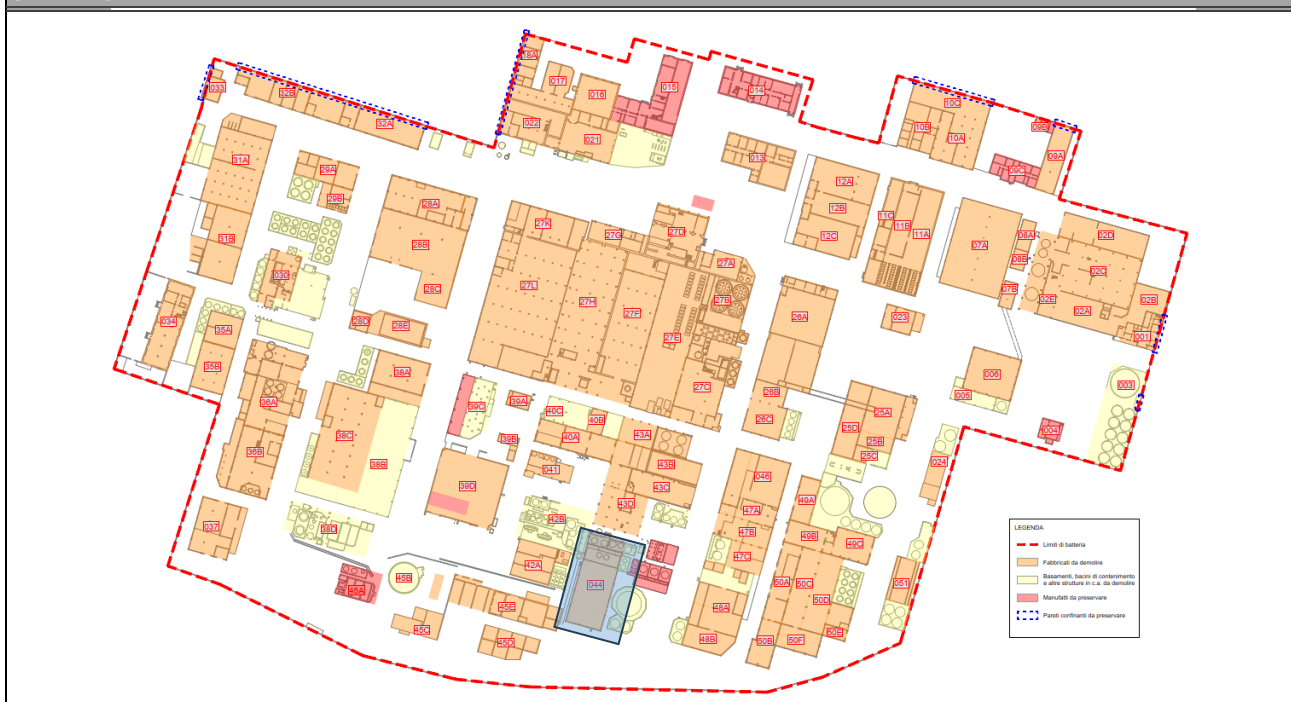 18A
033
32B
017
016
015
014
10C
32A
022
021
10B
10A
09B
09A
31A
29A
013
09C
12A
29B
28A
12B
11C
11B
11A
27K
27G
27D
08A
02D
31B
28B
12C
07A
27A
08B
02C
030
28C
27L
27H
27F
27B
07B
02E
02B
02A
034
28D
28E
26A
023
001
35A
27E
35B
38A
27C
006
003
36A
39C
39A
26B
005
40C
40B
26C
25A
004
38C
39B
40A
43A
25D
25B
36B
38B
041
43B
25C
024
43C
046
39D
43D
49A
47A
037
38D
42B
47B
49B
49C
47C
42A
45B
044
50A
50C
051
45A
50D
45E
48A
45C
50E
45D
48B
50B
50F
LEGENDA
Limiti di batteria
Fabbricati da demolire
Basamenti, bacini di contenimento
e altre strutture in c.a. da demolire
Manufatti da preservare
Pareti confinanti da preservare